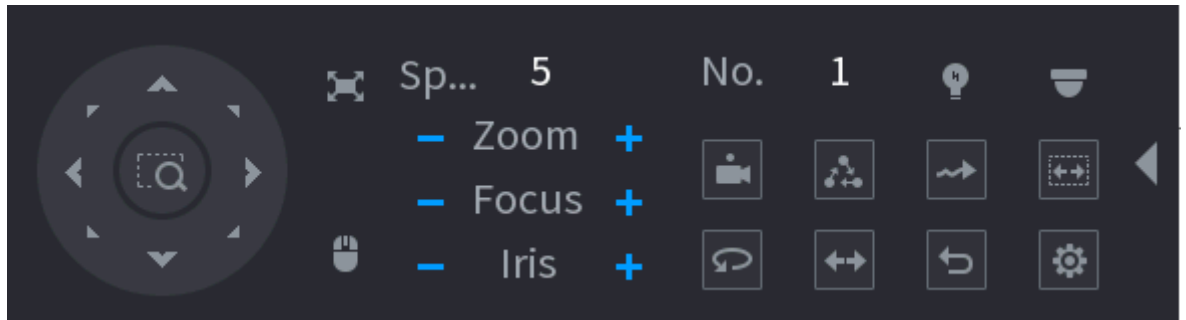 Sp... 5 No. 1
− Zoom +
− Focus +
− Iris +